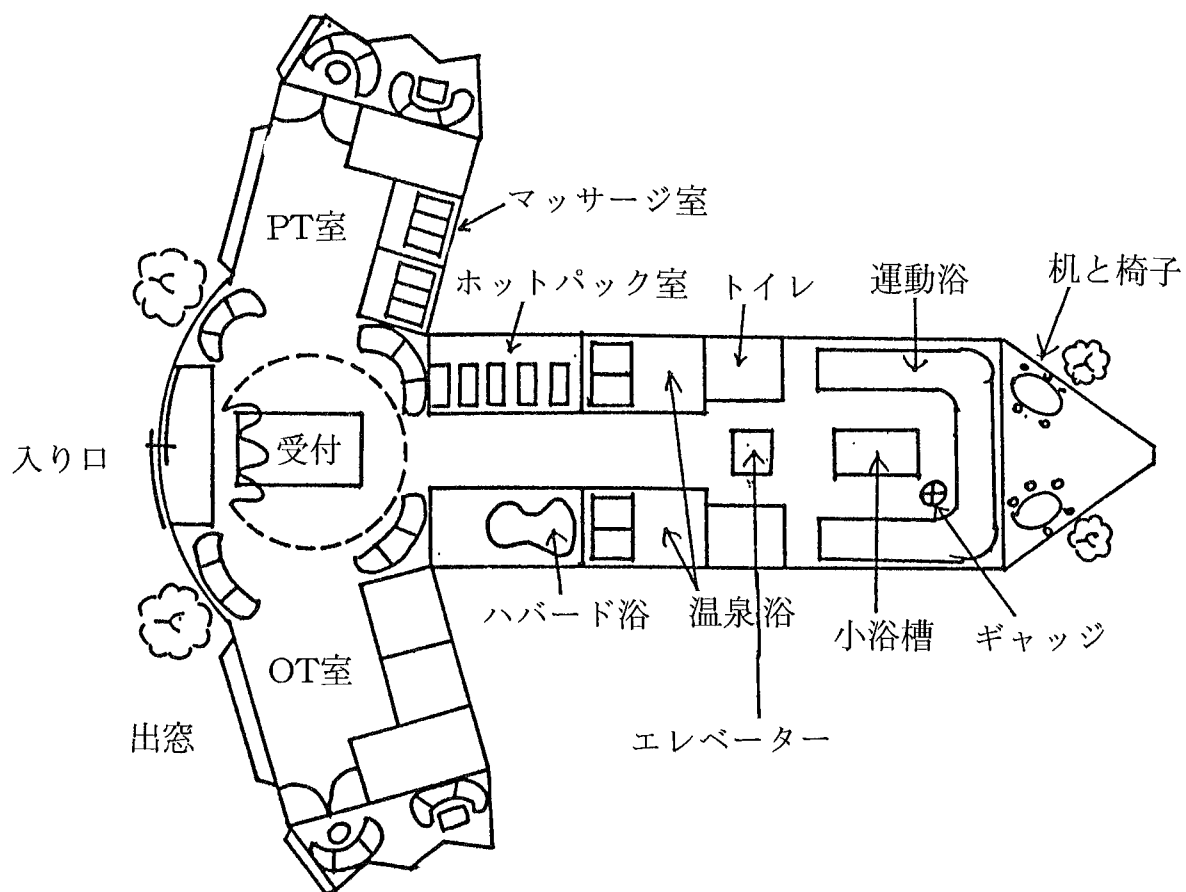 マッサージ室
PT室
ホットパック室
トイレ
運動浴
机と椅子
入り口
受付
ハバード浴
温泉浴
小浴槽
ギャッジ
OT室
出窓
エレベーター